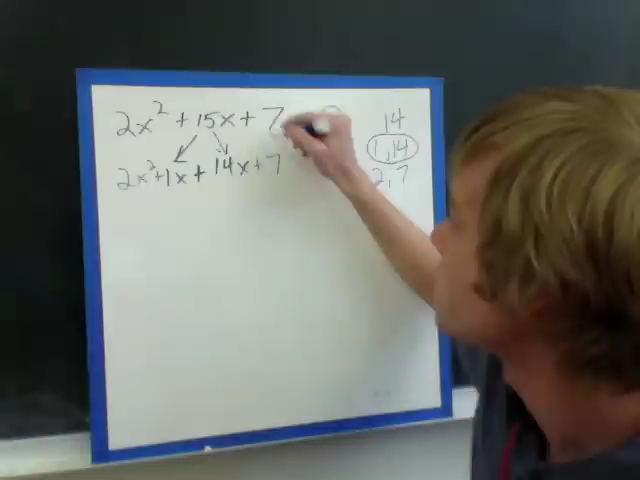 2x² + 15x + 7
2x² + 1x + 14x + 7
14
1, 14
2, 7